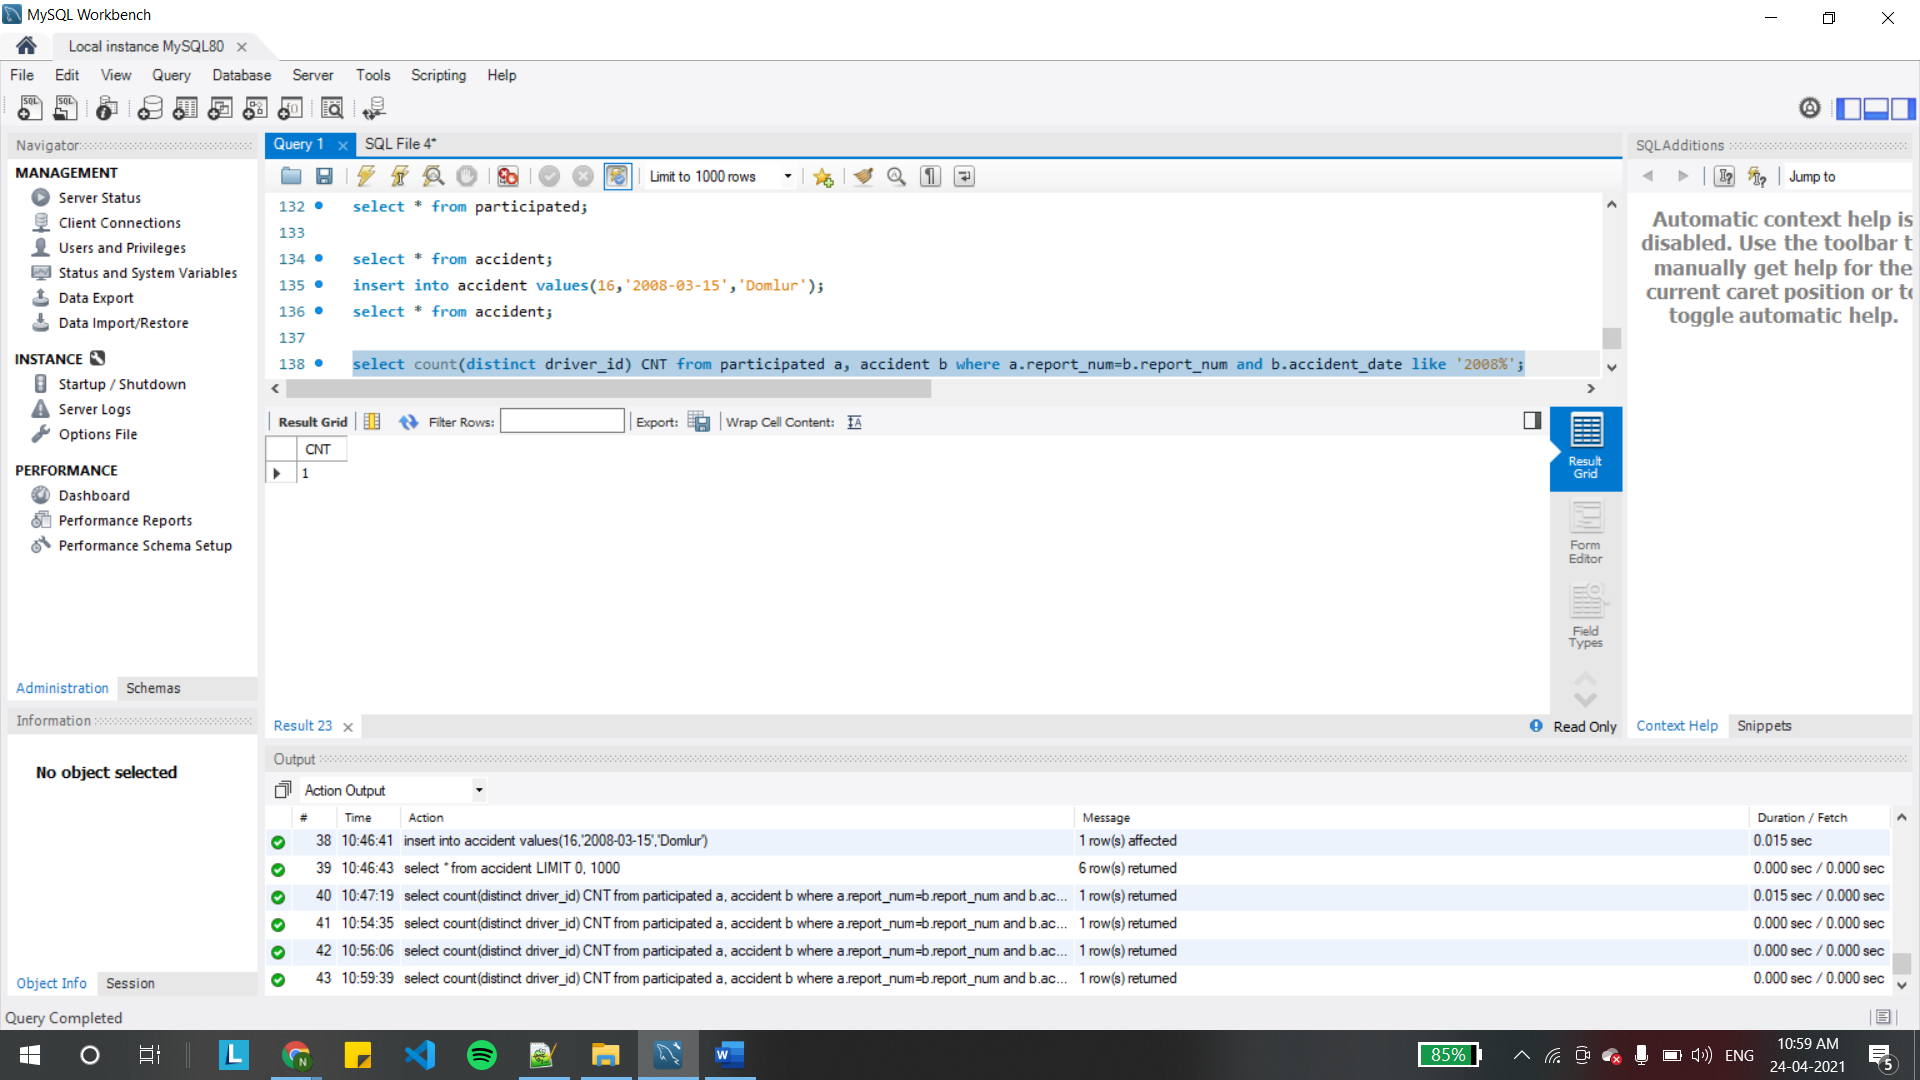 MySQL Workbench
Local instance MySQL80
File Edit View Query Database Server Tools Scripting Help
Navigator
MANAGEMENT
Server Status
Client Connections
Users and Privileges
Status and System Variables
Data Export
Data Import/Restore
INSTANCE
Startup / Shutdown
Server Logs
Options File
PERFORMANCE
Dashboard
Performance Reports
Performance Schema Setup
Administration Schemas
Information
No object selected
Object Info Session
Query 1 SQL File 4*
Limit to 1000 rows
132 select * from participated;
133
134 select * from accident;
135 insert into accident values(16,'2008-03-15','Domlur');
136 select * from accident;
137
138 select count(distinct driver_id) CNT from participated a, accident b where a.report_num=b.report_num and b.accident_date like '2008%';
Result Grid Filter Rows: Export: Wrap Cell Content:
CNT
1
Result
Grid
Form
Editor
Field
Types
Result 23
Read Only
SQLAdditions
Jump to
Automatic context help is
disabled. Use the toolbar t
manually get help for the
current caret position or to
toggle automatic help.
Context Help Snippets
Output
Action Output
# Time Action Message Duration / Fetch
38 10:46:41 insert into accident values(16,'2008-03-15','Domlur') 1 row(s) affected 0.015 sec
39 10:46:43 select * from accident LIMIT 0, 1000 6 row(s) returned 0.000 sec / 0.000 sec
40 10:47:19 select count(distinct driver_id) CNT from participated a, accident b where a.report_num=b.report_num and b.ac... 1 row(s) returned 0.015 sec / 0.000 sec
41 10:54:35 select count(distinct driver_id) CNT from participated a, accident b where a.report_num=b.report_num and b.ac... 1 row(s) returned 0.000 sec / 0.000 sec
42 10:56:06 select count(distinct driver_id) CNT from participated a, accident b where a.report_num=b.report_num and b.ac... 1 row(s) returned 0.000 sec / 0.000 sec
43 10:59:39 select count(distinct driver_id) CNT from participated a, accident b where a.report_num=b.report_num and b.ac... 1 row(s) returned 0.000 sec / 0.000 sec
Query Completed
85%
ENG
10:59 AM
24-04-2021
5